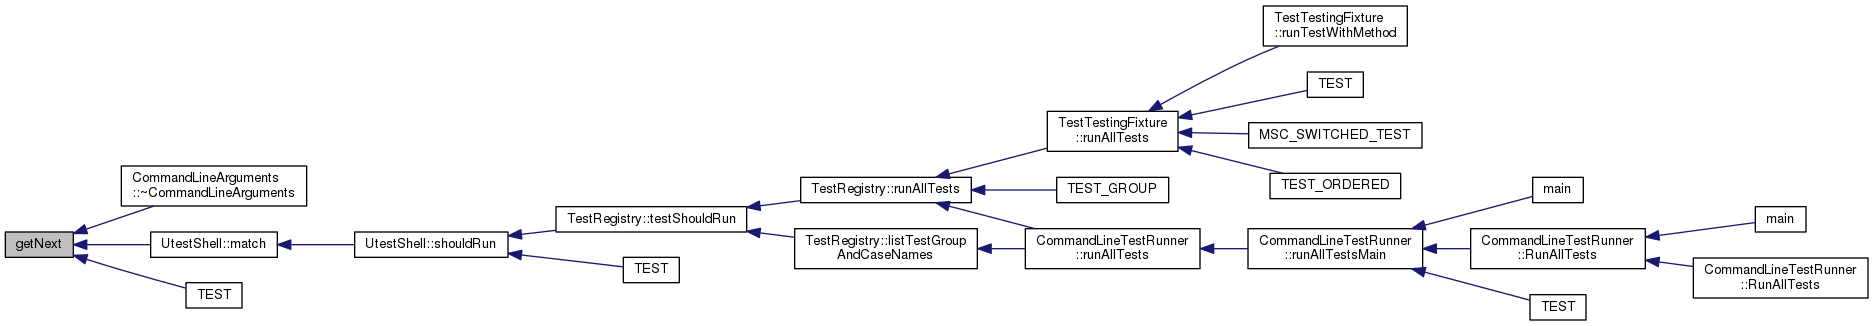 getNext
CommandLineArguments
::~CommandLineArguments
UtestShell::match
TEST
UtestShell::shouldRun
TestRegistry::testShouldRun
TEST
TestRegistry::runAllTests
TestRegistry::listTestGroup
AndCaseNames
TestTestingFixture
::runAllTests
TEST_GROUP
CommandLineTestRunner
::runAllTests
TestTestingFixture
::runTestWithMethod
TEST
MSC_SWITCHED_TEST
TEST_ORDERED
CommandLineTestRunner
::runAllTestsMain
main
CommandLineTestRunner
::RunAllTests
TEST
main
CommandLineTestRunner
::RunAllTests